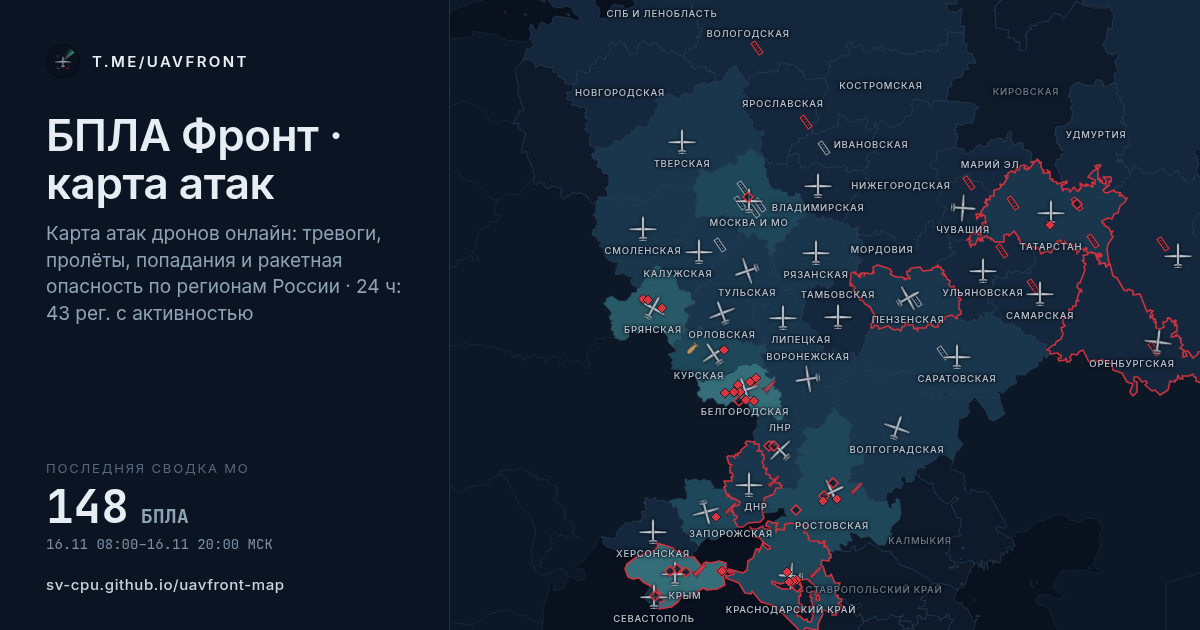 T.ME/UAVFRONT
БПЛА Фронт ·
карта атак
Карта атак дронов онлайн: тревоги,
пролёты, попадания и ракетная
опасность по регионам России · 24 ч:
43 рег. с активностью
ПОСЛЕДНЯЯ СВОДКА МО
148 БПЛА
16.11 08:00–16.11 20:00 МСК
sv-cpu.github.io/uavfront-map
СПБ И ЛЕНОБЛАСТЬ
ВОЛОГОДСКАЯ
КОСТРОМСКАЯ
НОВГОРОДСКАЯ
КИРОВСКАЯ
ЯРОСЛАВСКАЯ
УДМУРТИЯ
ИВАНОВСКАЯ
ТВЕРСКАЯ
МАРИЙ ЭЛ
НИЖЕГОРОДСКАЯ
ВЛАДИМИРСКАЯ
МОСКВА И МО
ЧУВАШИЯ
ТАТАРСТАН
СМОЛЕНСКАЯ
МОРДОВИЯ
КАЛУЖСКАЯ
РЯЗАНСКАЯ
ТУЛЬСКАЯ
ТАМБОВСКАЯ
УЛЬЯНОВСКАЯ
САМАРСКАЯ
ПЕНЗЕНСКАЯ
БРЯНСКАЯ
ОРЛОВСКАЯ
ЛИПЕЦКАЯ
ВОРОНЕЖСКАЯ
ОРЕНБУРГСКАЯ
КУРСКАЯ
САРАТОВСКАЯ
БЕЛГОРОДСКАЯ
ЛНР
ВОЛГОГРАДСКАЯ
ДНР
РОСТОВСКАЯ
ЗАПОРОЖСКАЯ
КАЛМЫКИЯ
ХЕРСОНСКАЯ
СТАВРОПОЛЬСКИЙ КРАЙ
КРЫМ
КРАСНОДАРСКИЙ КРАЙ
СЕВАСТОПОЛЬ